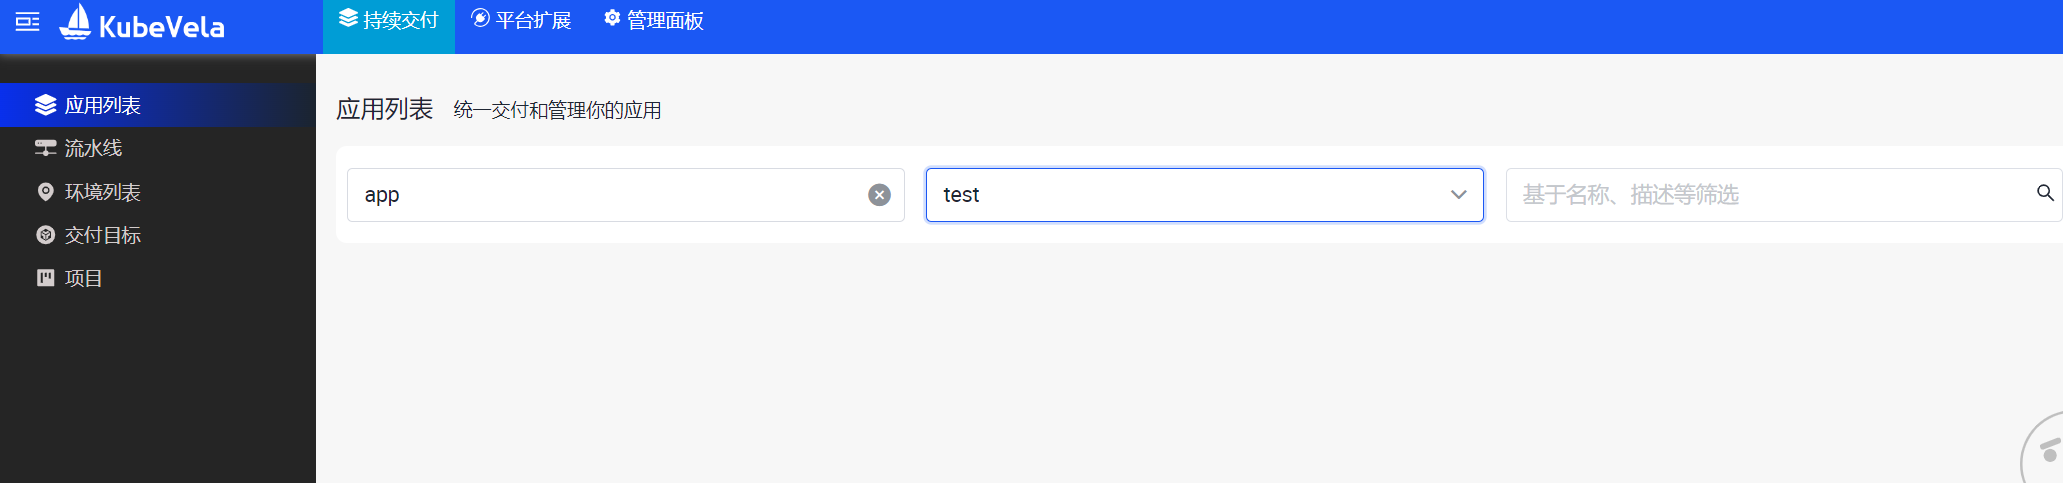 KubeVela
持续交付
平台扩展
管理面板
应用列表
流水线
环境列表
交付目标
项目
应用列表 统一交付和管理你的应用
app
test
基于名称、描述等筛选